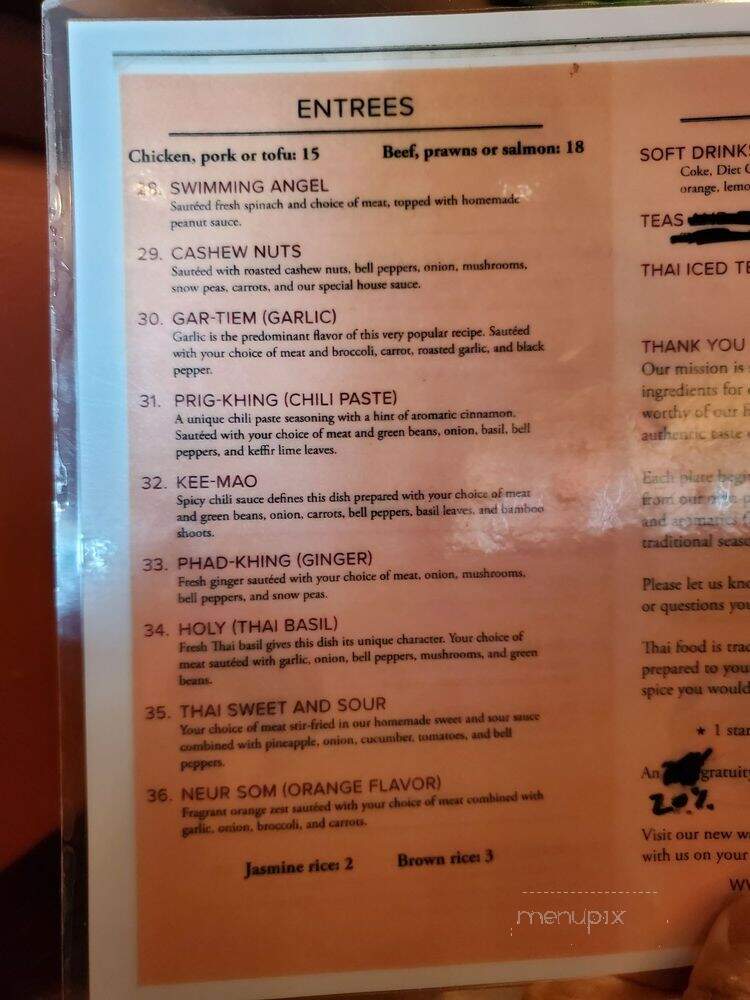 ENTREES
Chicken, pork or tofu: 15
Beef, prawns or salmon: 18
28. SWIMMING ANGEL
Sautéed fresh spinach and choice of meat, topped with homemade
peanut sauce.
29. CASHEW NUTS
Sautéed with roasted cashew nuts, bell peppers, onion, mushrooms,
snow peas, carrots, and our special house sauce.
30. GAR-TIEM (GARLIC)
Garlic is the predominant flavor of this very popular recipe. Sautéed
with your choice of meat and broccoli, carrot, roasted garlic, and black
pepper.
31. PRIG-KHING (CHILI PASTE)
A unique chili paste seasoning with a hint of aromatic cinnamon.
Sautéed with your choice of meat and green beans, onion, basil, bell
peppers, and keffir lime leaves.
32. KEE-MAO
Spicy chili sauce defines this dish prepared with your choice of meat
and green beans, onion, carrots, bell peppers, basil leaves, and bamboo
shoots.
33. PHAD-KHING (GINGER)
Fresh ginger sautéed with your choice of meat, onion, mushrooms,
bell peppers, and snow peas.
34. HOLY (THAI BASIL)
Fresh Thai basil gives this dish its unique character. Your choice of
meat sautéed with garlic, onion, bell peppers, mushrooms, and green
beans.
35. THAI SWEET AND SOUR
Your choice of meat stir-fried in our homemade sweet and sour sauce
combined with pineapple, onion, cucumber, tomatoes, and bell
peppers.
36. NEUR SOM (ORANGE FLAVOR)
Fragrant orange zest sautéed with your choice of meat combined with
garlic, onion, broccoli, and carrots.
Jasmine rice: 2
Brown rice: 3
SOFT DRINKS
Coke, Diet
orange, lemo
TEAS
THAI ICED TE
THANK YOU
Our mission is
ingredients for
worthy of our
authentic taste
Each plate begi
from our
and aromatics
traditional seaso
Please let us kno
or questions you
Thai food is trad
prepared to you
spice you would
★ 1 star
An gratuity
20%
Visit our new w
with us on your
WW
menupix